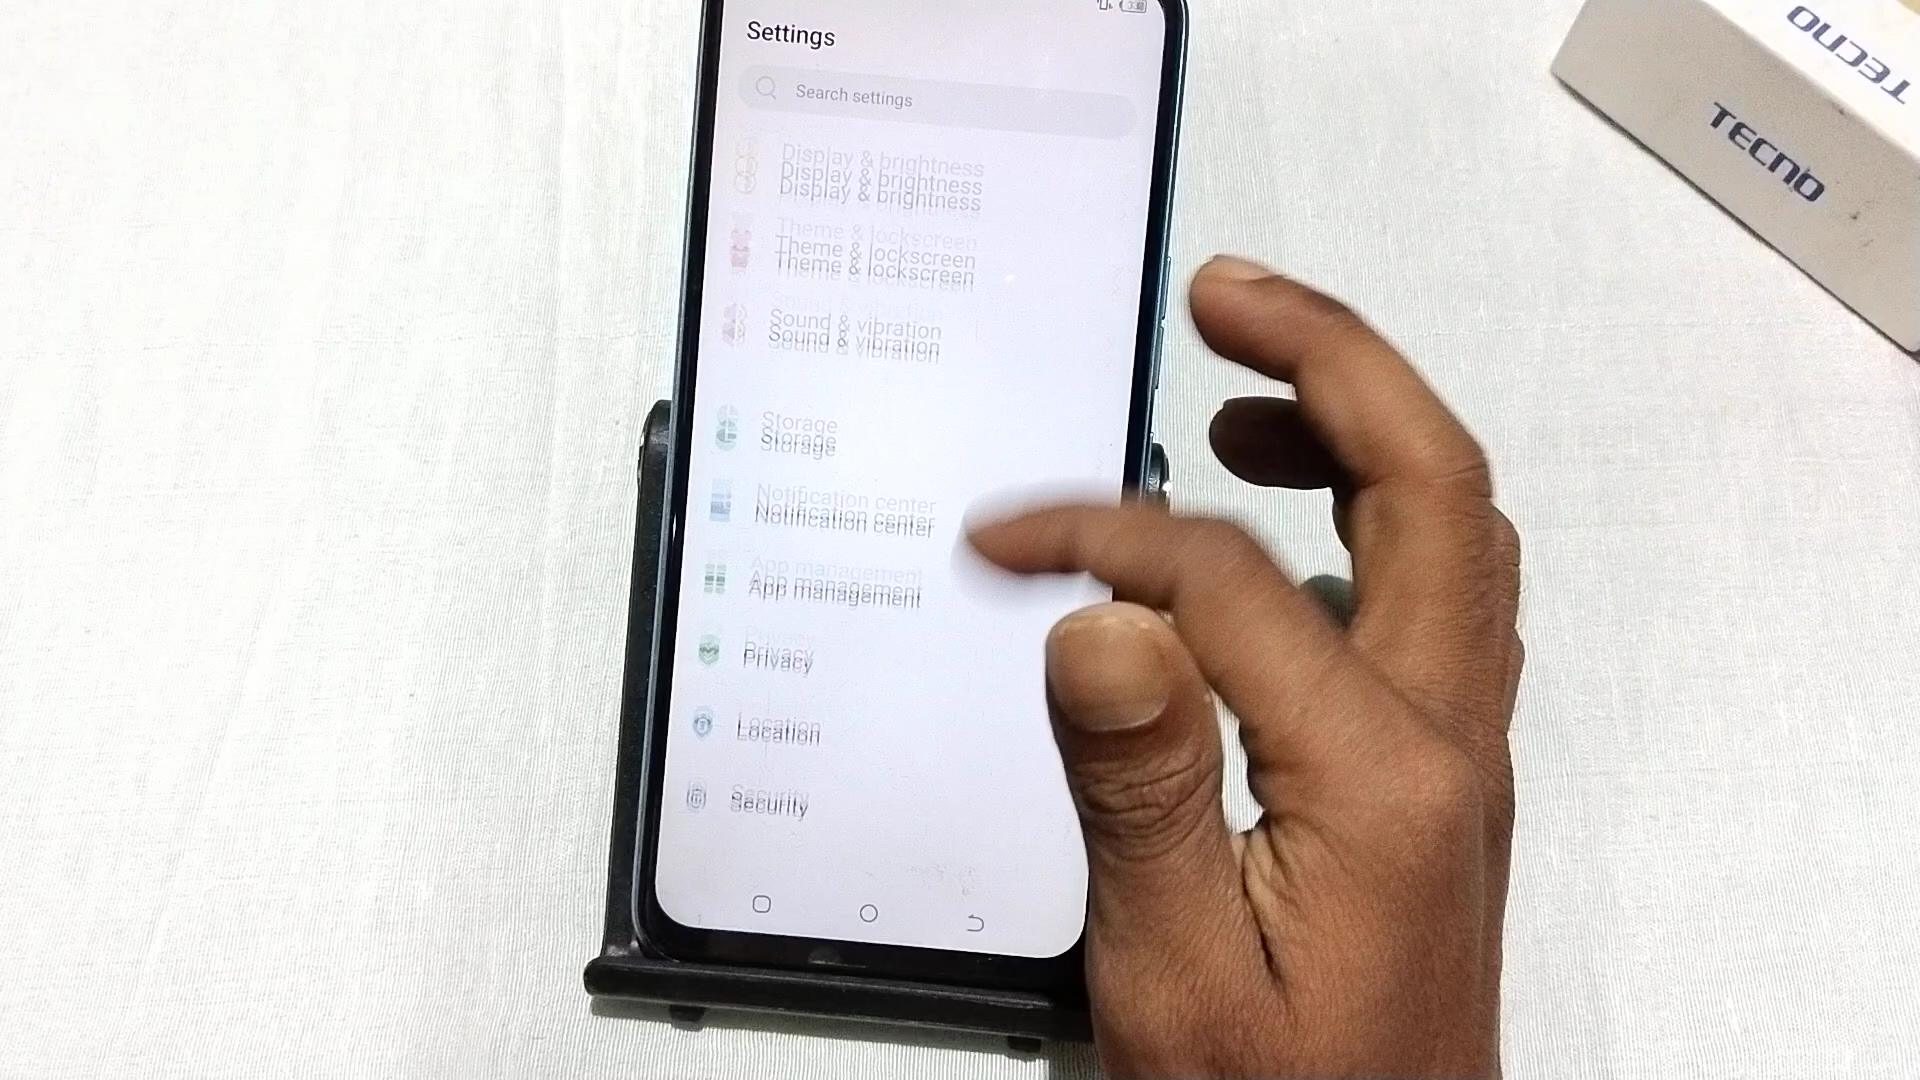 Settings
Search settings
Display & brightness
Theme & lockscreen
Sound & vibration
Storage
Notification center
App management
Privacy
Location
Security
TECNO
TECNO